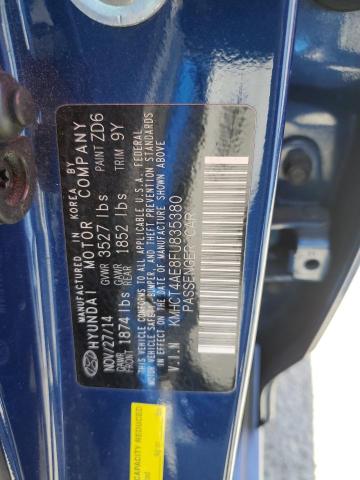 MANUFACTURED IN KOREA BY
HYUNDAI MOTOR COMPANY
NOV/27/14 GVWR 3527 lbs PAINT ZD6
GAWR FRONT 1874 lbs GAWR REAR 1852 lbs TRIM 9Y
THIS VEHICLE CONFORMS TO ALL APPLICABLE U.S.A. FEDERAL
MOTOR VEHICLE SAFETY, BUMPER, AND THEFT PREVENTION STANDARDS
IN EFFECT ON THE DATE OF MANUFACTURE SHOWN ABOVE.
V.I.N KMHCT4AE8FU835380
PASSENGER CAR
CAPACITY REDUCED